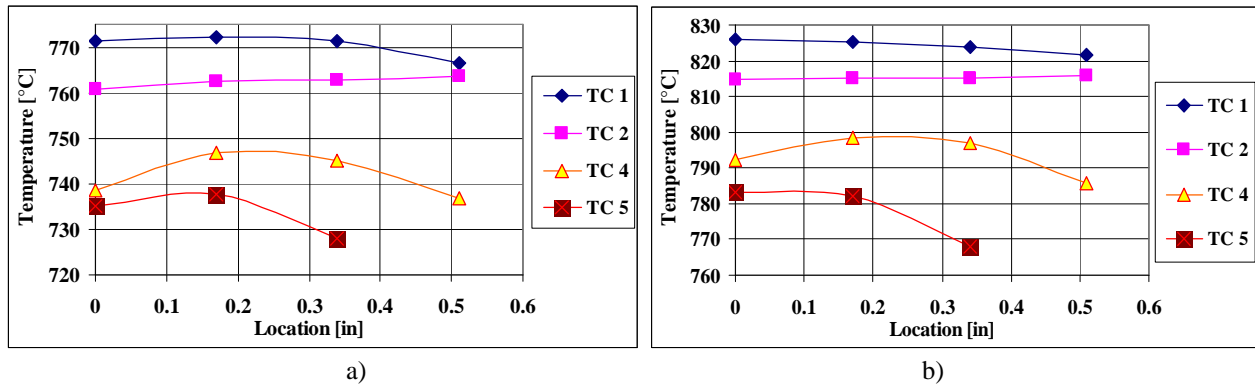 Temperature [°C]
770
760
750
740
730
720
0
0.1
0.2
0.3
0.4
0.5
0.6
Location [in]
TC 1
TC 2
TC 4
TC 5
a)
Temperature [°C]
830
820
810
800
790
780
770
760
0
0.1
0.2
0.3
0.4
0.5
0.6
Location [in]
TC 1
TC 2
TC 4
TC 5
b)